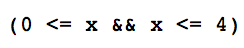 (0 <= x && x <= 4)